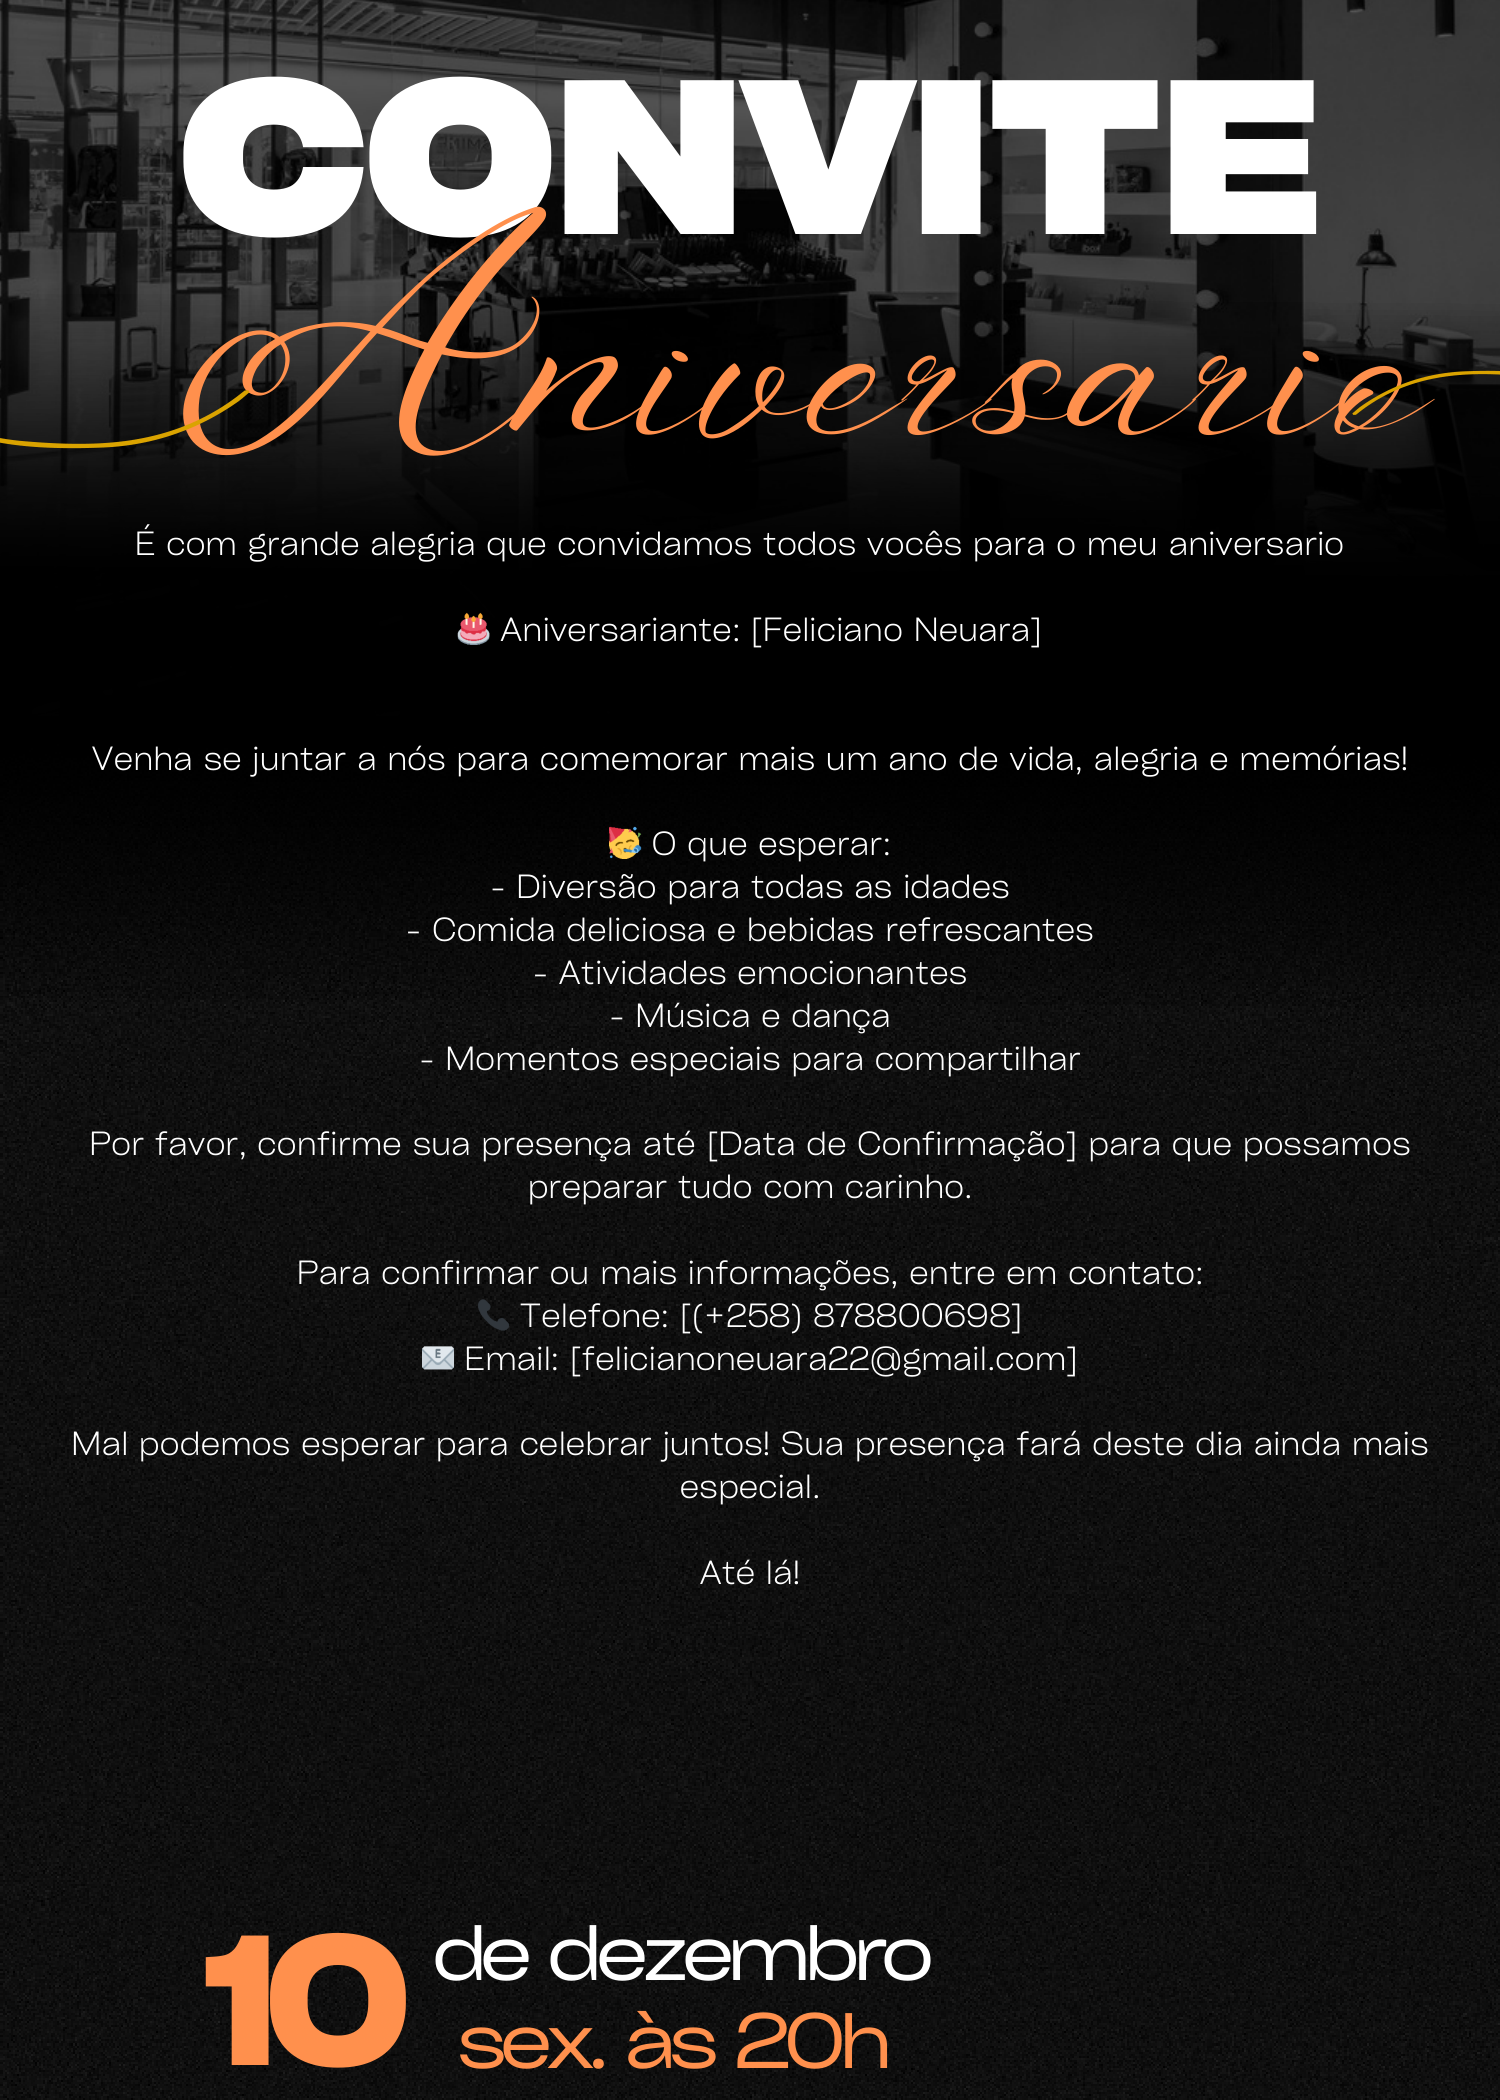 CONVITE
Aniversario
É com grande alegria que convidamos todos vocês para o meu aniversario
🎂 Aniversariante: [Feliciano Neuara]
Venha se juntar a nós para comemorar mais um ano de vida, alegria e memórias!
🥳 O que esperar:
- Diversão para todas as idades
- Comida deliciosa e bebidas refrescantes
- Atividades emocionantes
- Música e dança
- Momentos especiais para compartilhar
Por favor, confirme sua presença até [Data de Confirmação] para que possamos
preparar tudo com carinho.
Para confirmar ou mais informações, entre em contato:
📞 Telefone: [(+258) 878800698]
📧 Email: [felicianoneuara22@gmail.com]
Mal podemos esperar para celebrar juntos! Sua presença fará deste dia ainda mais
especial.
Até lá!
10 de dezembro
sex. às 20h